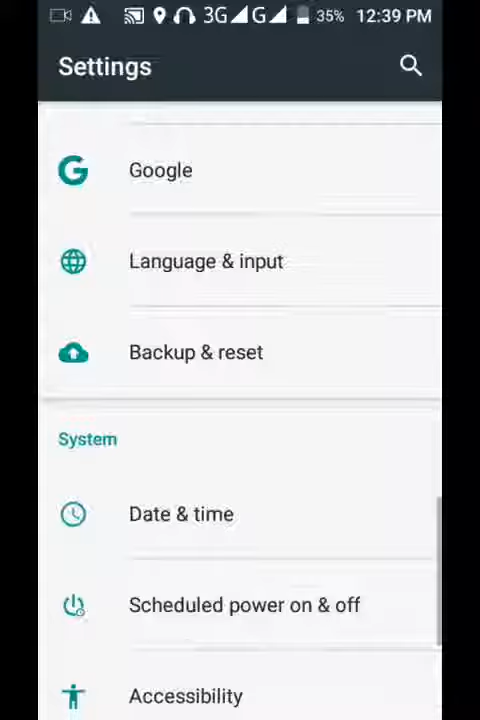 3G G 35% 12:39 PM
Settings
Google
Language & input
Backup & reset
System
Date & time
Scheduled power on & off
Accessibility